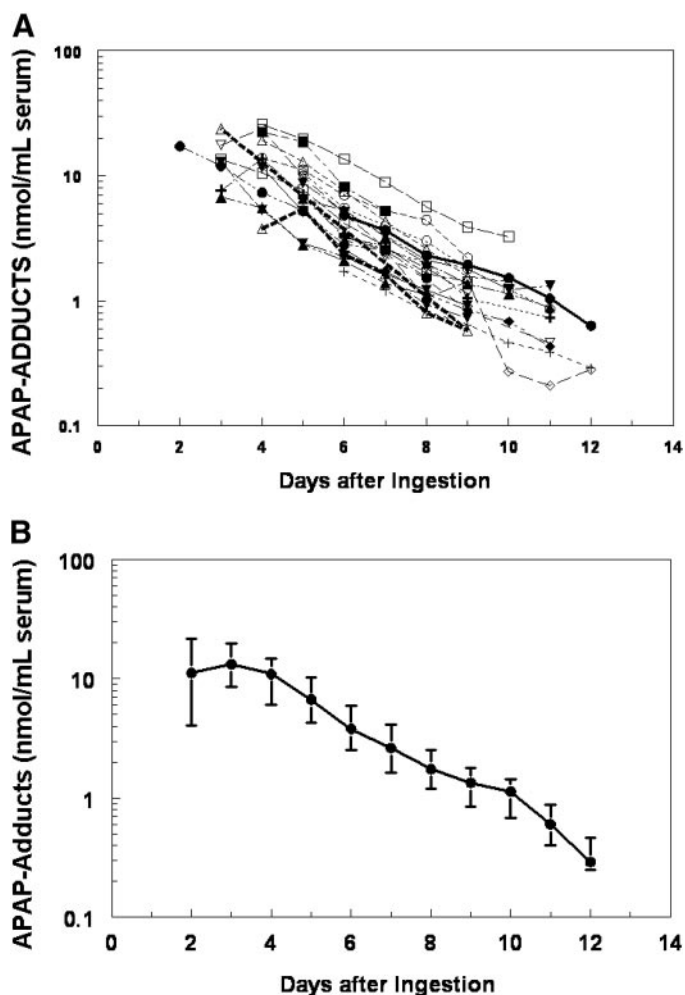 A
APAP-ADDUCTS (nmol/mL serum)
100
10
1
0.1
0 2 4 6 8 10 12 14
Days after Ingestion
B
APAP-Adducts (nmol/mL serum)
100
10
1
0.1
0 2 4 6 8 10 12 14
Days after Ingestion